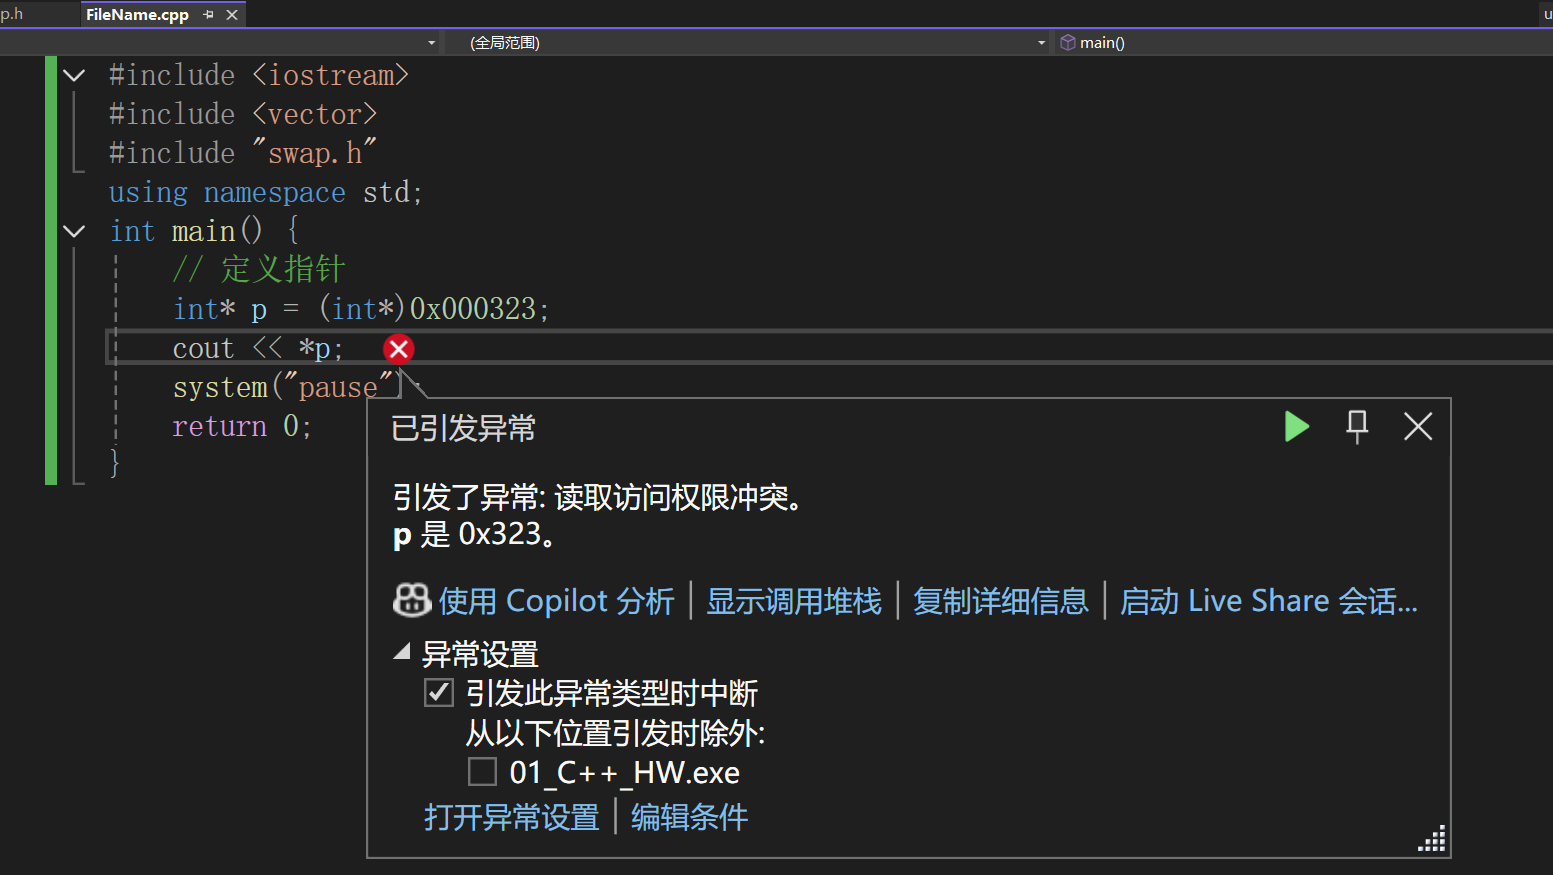 p.h
FileName.cpp
u
(全局范围)
main()
#include <iostream>
#include <vector>
#include "swap.h"
using namespace std;
int main() {
// 定义指针
int* p = (int*)0x000323;
cout << *p;
system("pause");
return 0;
}
已引发异常
引发了异常: 读取访问权限冲突。
p 是 0x323。
使用 Copilot 分析 | 显示调用堆栈 | 复制详细信息 | 启动 Live Share 会话...
异常设置
引发此异常类型时中断
从以下位置引发时除外:
01_C++_HW.exe
打开异常设置 | 编辑条件